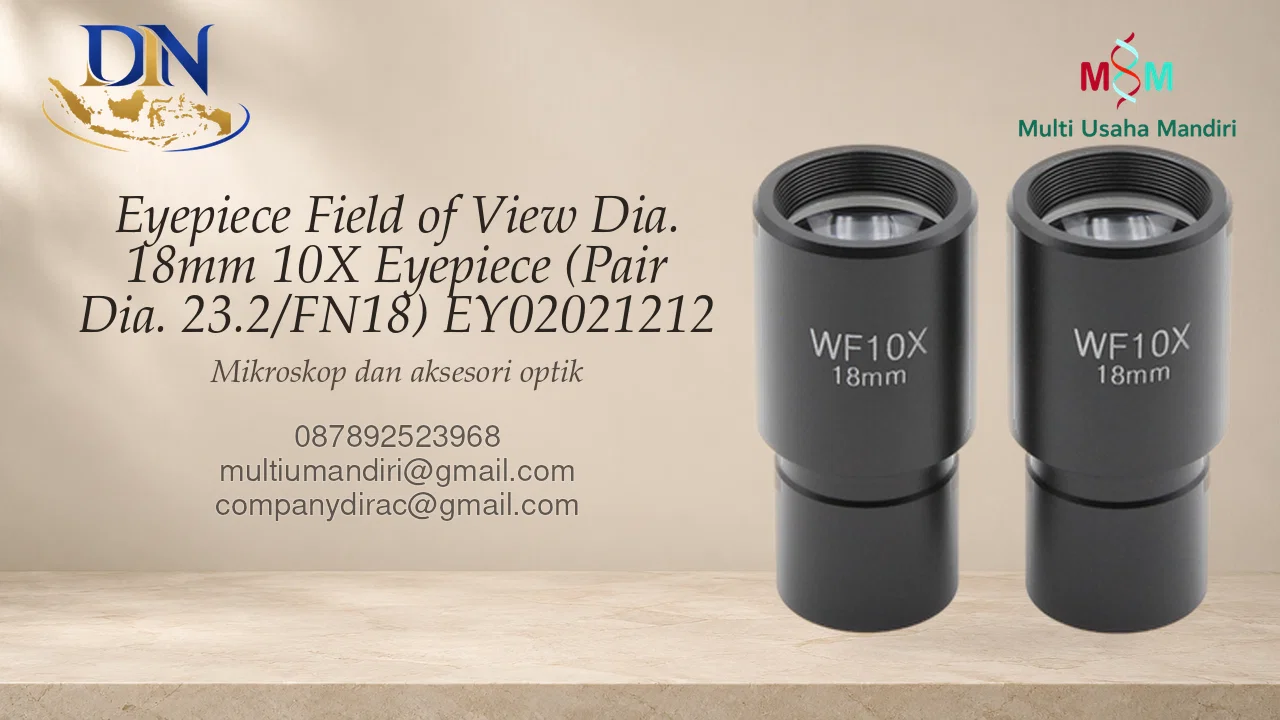 DN
M M
Multi Usaha Mandiri
Eyepiece Field of View Dia.
18mm 10X Eyepiece (Pair
Dia. 23.2/FN18) EY02021212
Mikroskop dan aksesori optik
087892523968
multiumandiri@gmail.com
companydirac@gmail.com
WF10X
18mm
WF10X
18mm